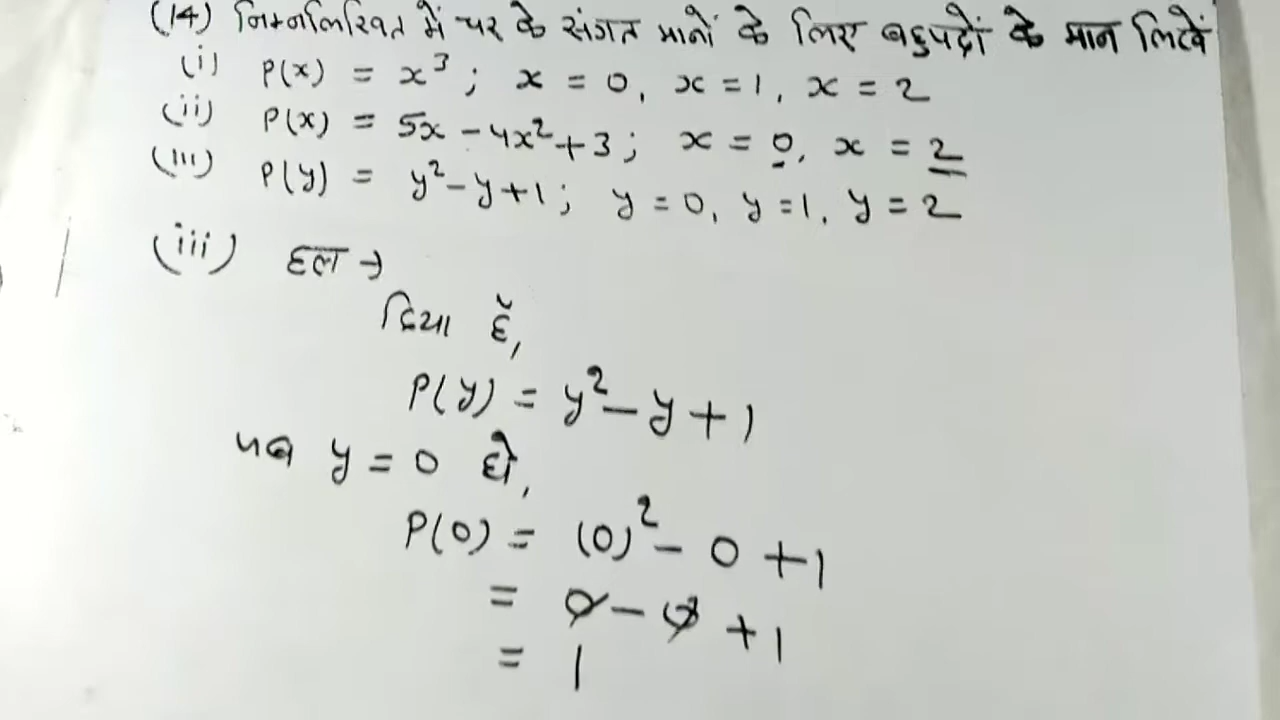 (14) निम्नलिखित में चर के संगत मानों के लिए बहुपदों के मान लिखें
(i) P(x) = x³ ; x = 0, x = 1, x = 2
(ii) P(x) = 5x - 4x² + 3 ; x = 0, x = 2
(iii) P(y) = y² - y + 1 ; y = 0, y = 1, y = 2
(iii) हल →
दिया है,
P(y) = y² - y + 1
जब y = 0 हो,
P(0) = (0)² - 0 + 1
= 0 - 0 + 1
= 1